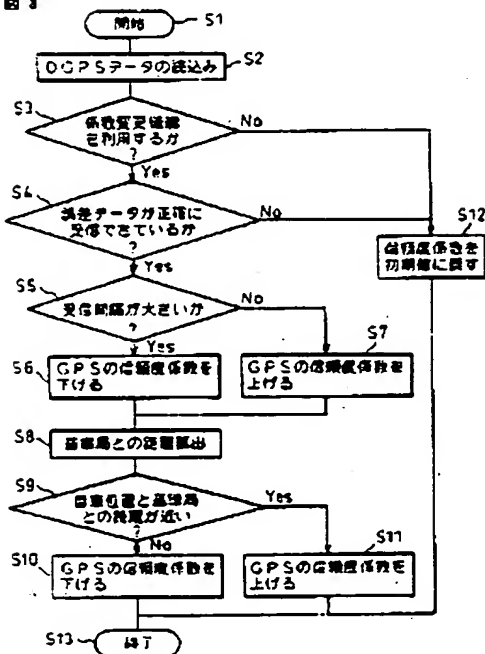 図3
開始 S1
DGPSデータの読込み S2
S3
係数変更機能
を利用するか
?
No
Yes
S4
誤差データが正確に
受信できているか
?
No
Yes
S12
信頼度係数を
初期値に戻す
S5
受信間隔が大きいか
?
No
Yes
S6
GPSの信頼度係数を
下げる
S7
GPSの信頼度係数を
上げる
S8
基準局との距離算出
S9
自車位置と基準局
との距離が近い
?
Yes
No
S10
GPSの信頼度係数を
下げる
S11
GPSの信頼度係数を
上げる
S13
終了